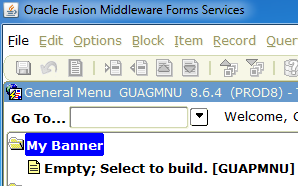 Oracle Fusion Middleware Forms Services
File Edit Options Block Item Record Query
General Menu GUAGMNU 8.6.4 (PROD8) -
Go To... Welcome,
My Banner
Empty; Select to build. [GUAPMNU]